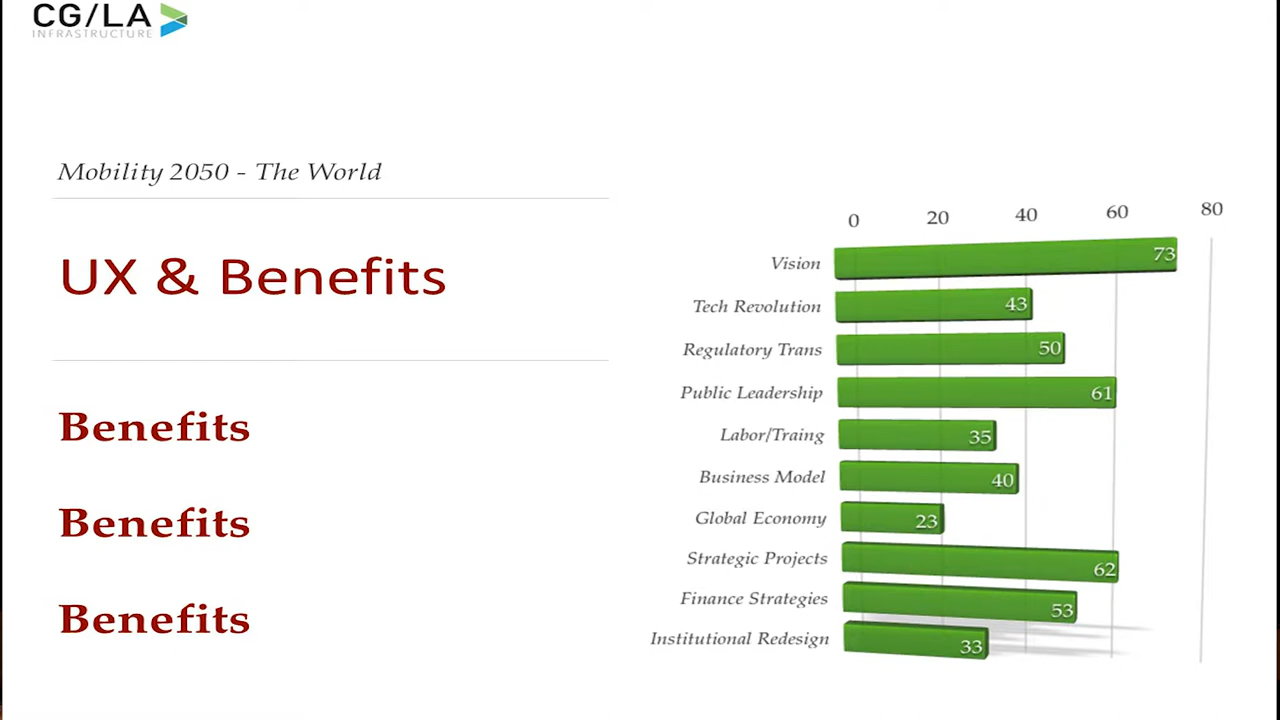 CG/LA
INFRASTRUCTURE
Mobility 2050 - The World
UX & Benefits
Benefits
Benefits
Benefits
0 20 40 60 80
Vision 73
Tech Revolution 43
Regulatory Trans 50
Public Leadership 61
Labor/Traing 35
Business Model 40
Global Economy 23
Strategic Projects 62
Finance Strategies 53
Institutional Redesign 33